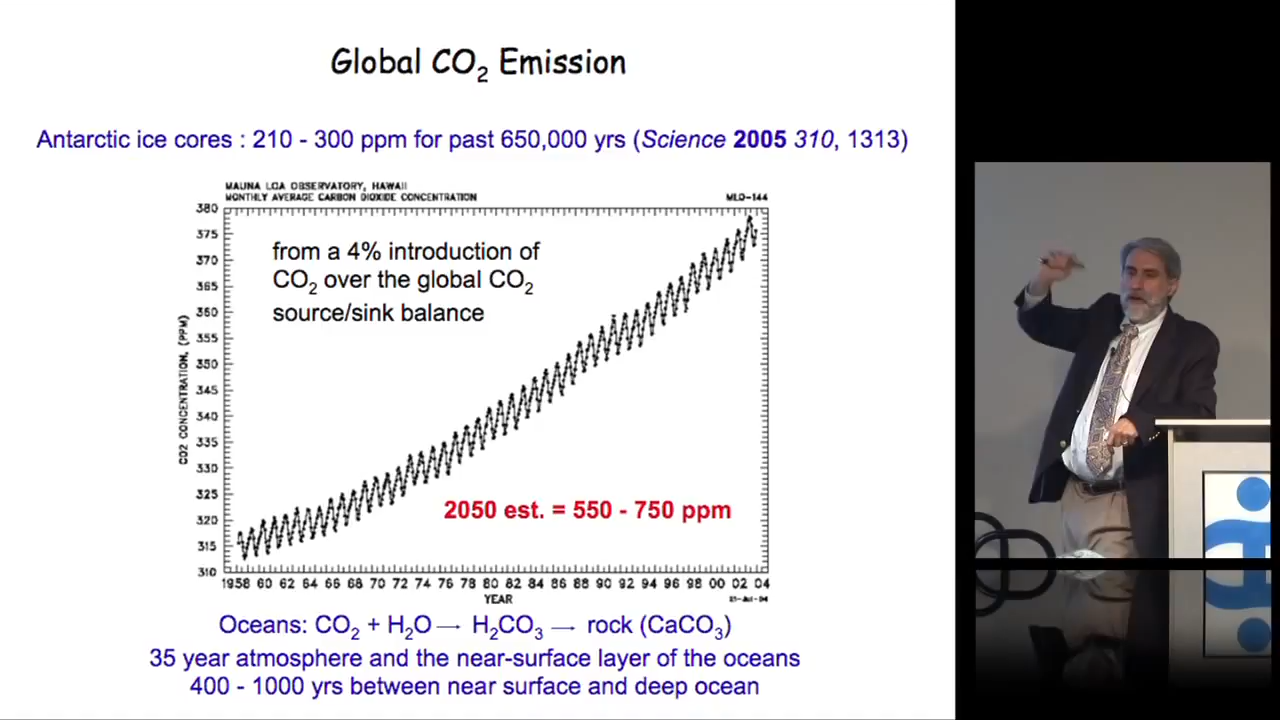 Global CO₂ Emission
Antarctic ice cores : 210 - 300 ppm for past 650,000 yrs (Science 2005 310, 1313)
MAUNA LOA OBSERVATORY, HAWAII
MONTHLY AVERAGE CARBON DIOXIDE CONCENTRATION
MLO-144
380
375
370
365
360
355
350
345
340
335
330
325
320
315
310
CO2 CONCENTRATION, (PPM)
from a 4% introduction of
CO₂ over the global CO₂
source/sink balance
2050 est. = 550 - 750 ppm
1958 60 62 64 66 68 70 72 74 76 78 80 82 84 86 88 90 92 94 96 98 00 02 04
YEAR
Oceans: CO₂ + H₂O → H₂CO₃ → rock (CaCO₃)
35 year atmosphere and the near-surface layer of the oceans
400 - 1000 yrs between near surface and deep ocean